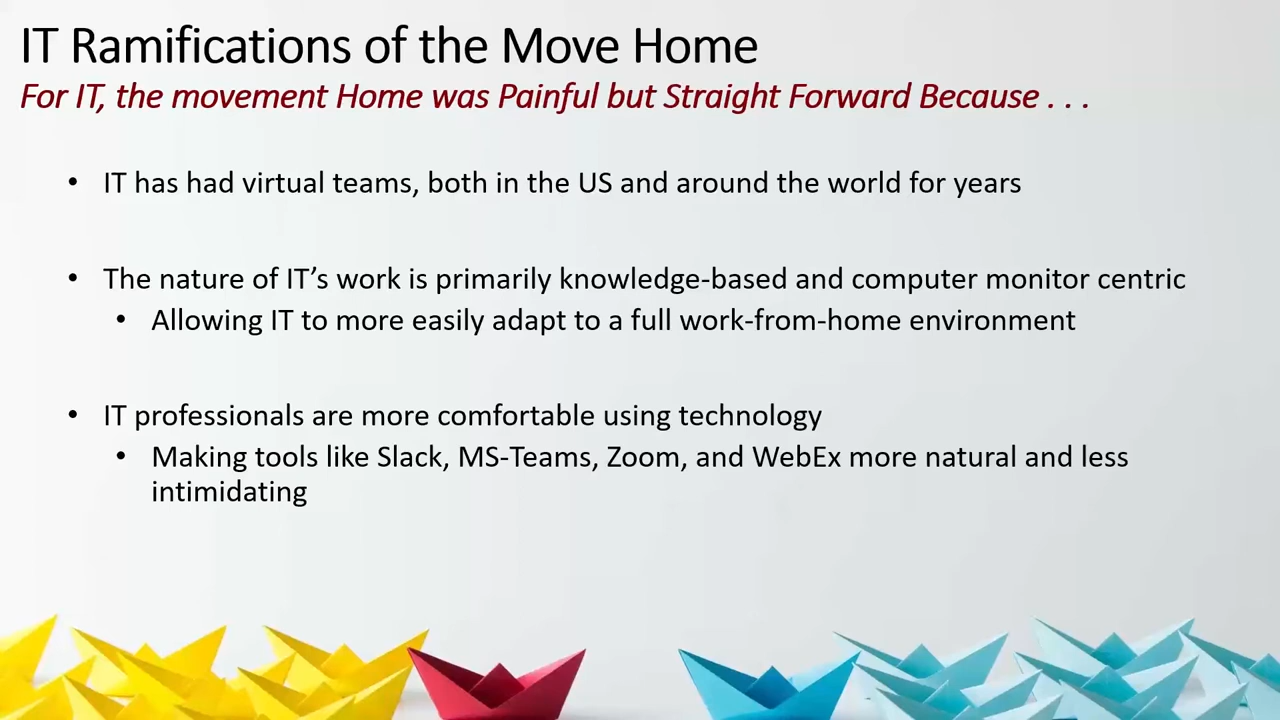 IT Ramifications of the Move Home
For IT, the movement Home was Painful but Straight Forward Because . . .
• IT has had virtual teams, both in the US and around the world for years
• The nature of IT’s work is primarily knowledge-based and computer monitor centric
• Allowing IT to more easily adapt to a full work-from-home environment
• IT professionals are more comfortable using technology
• Making tools like Slack, MS-Teams, Zoom, and WebEx more natural and less
intimidating